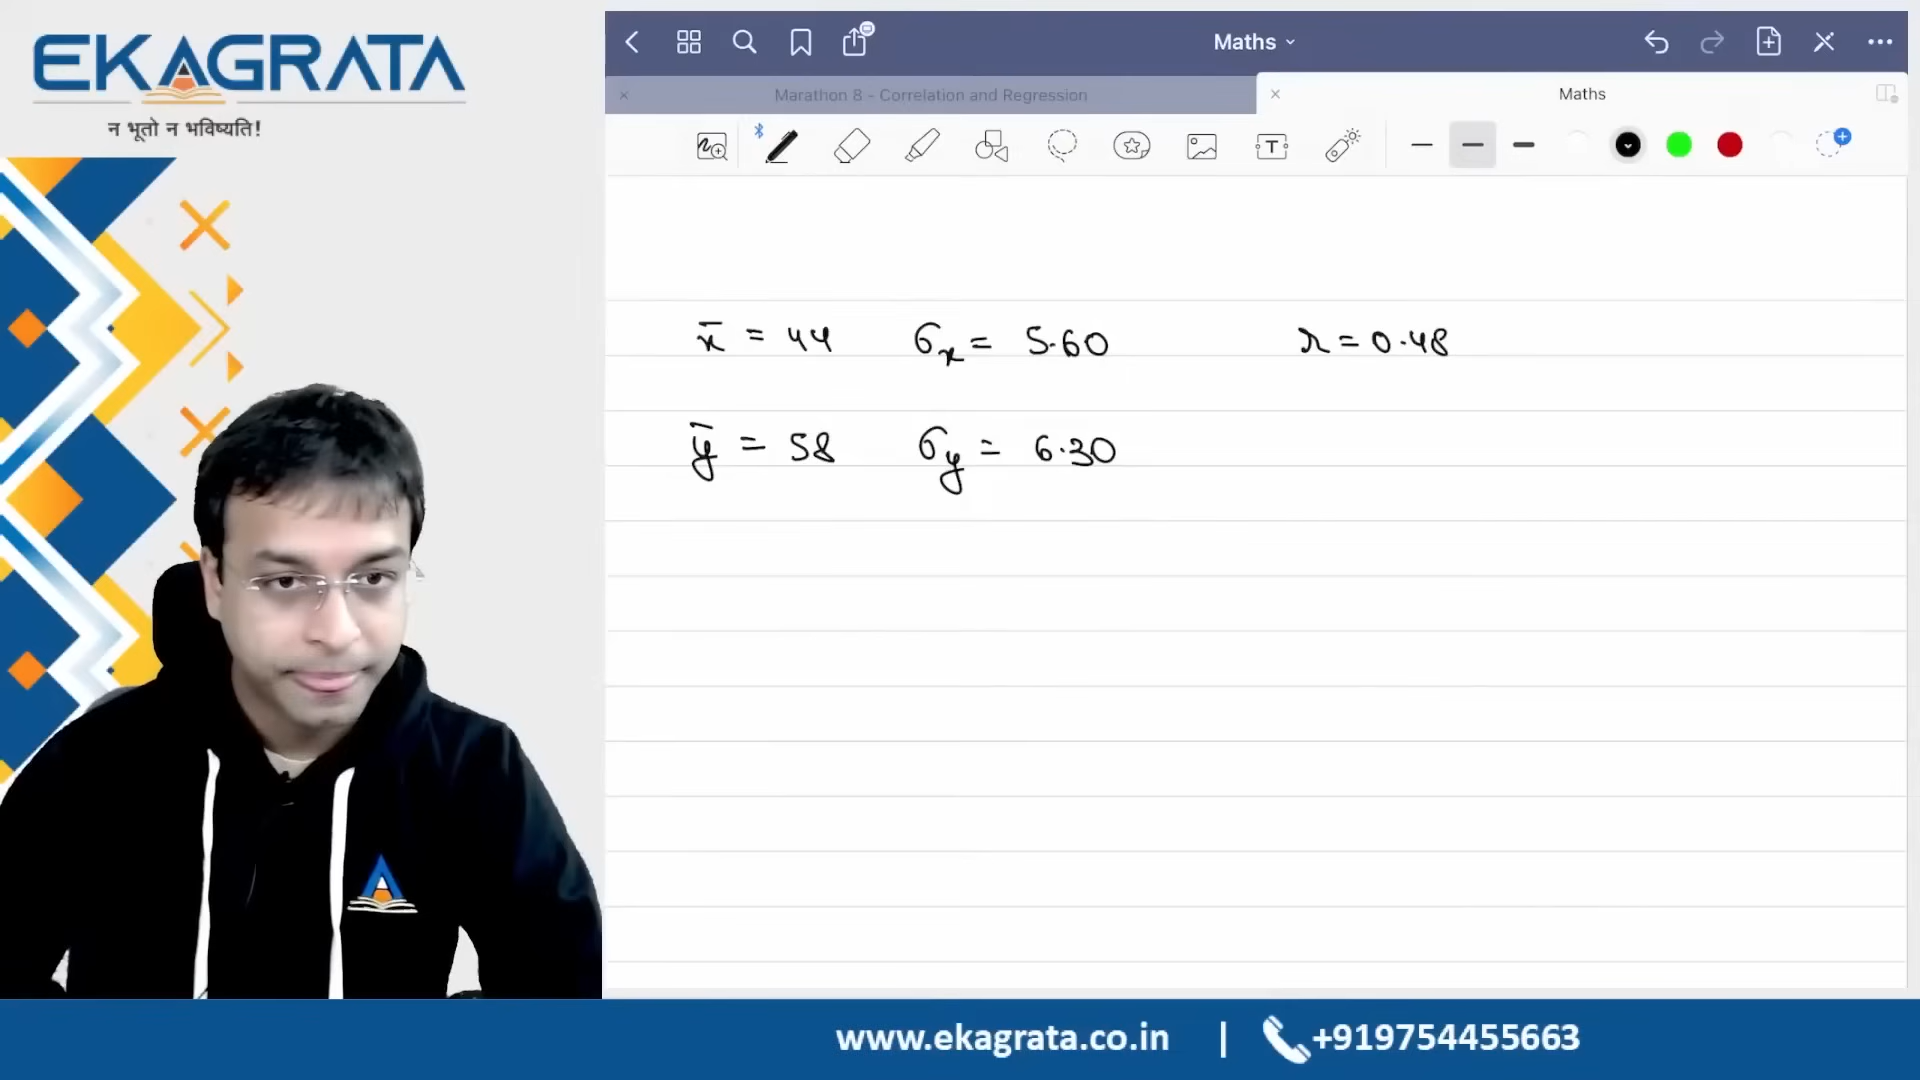 EKAGRATA
न भूतो न भविष्यति!
Maths
Marathon 8 - Correlation and Regression
Maths
T
x̄ = 44 σx = 5.60 r = 0.48
ȳ = 58 σy = 6.30
www.ekagrata.co.in | +919754455663